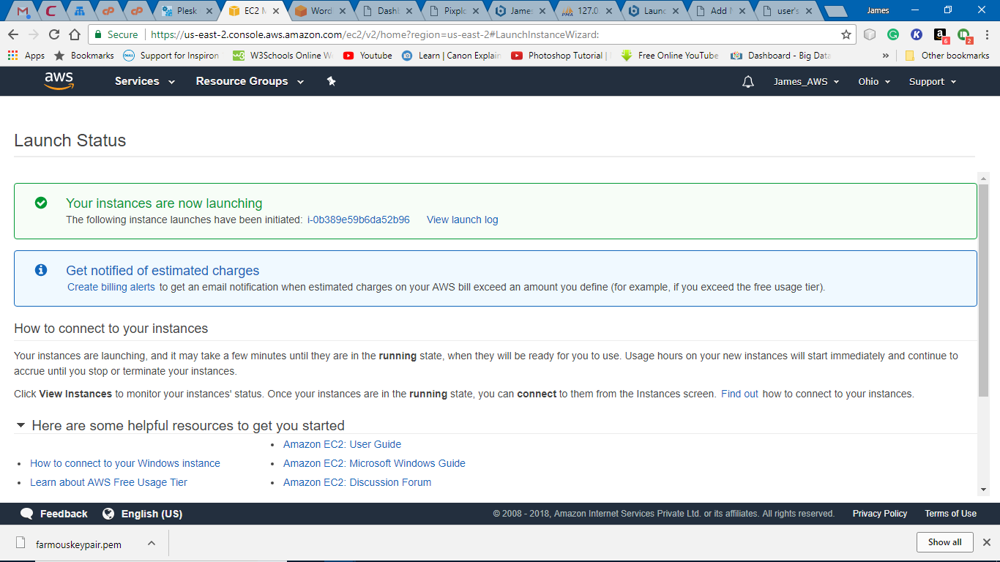 Plesk
EC2 M
Word
Dash
Pixplo
James
127.0
Launc
Add M
user's
James
Secure
https://us-east-2.console.aws.amazon.com/ec2/v2/home?region=us-east-2#LaunchInstanceWizard:
6
2
Apps
Bookmarks
Support for Inspiron
W3Schools Online W
Youtube
Learn | Canon Explain
Photoshop Tutorial |
Free Online YouTube
Dashboard - Big Data
»
Other bookmarks
aws
Services
Resource Groups
James_AWS
Ohio
Support
Launch Status
Your instances are now launching
The following instance launches have been initiated: i-0b389e59b6da52b96 View launch log
Get notified of estimated charges
Create billing alerts to get an email notification when estimated charges on your AWS bill exceed an amount you define (for example, if you exceed the free usage tier).
How to connect to your instances
Your instances are launching, and it may take a few minutes until they are in the running state, when they will be ready for you to use. Usage hours on your new instances will start immediately and continue to
accrue until you stop or terminate your instances.
Click View Instances to monitor your instances' status. Once your instances are in the running state, you can connect to them from the Instances screen. Find out how to connect to your instances.
Here are some helpful resources to get you started
• How to connect to your Windows instance
• Learn about AWS Free Usage Tier
• Amazon EC2: User Guide
• Amazon EC2: Microsoft Windows Guide
• Amazon EC2: Discussion Forum
Feedback
English (US)
© 2008 - 2018, Amazon Internet Services Private Ltd. or its affiliates. All rights reserved.
Privacy Policy
Terms of Use
farmouskeypair.pem
Show all